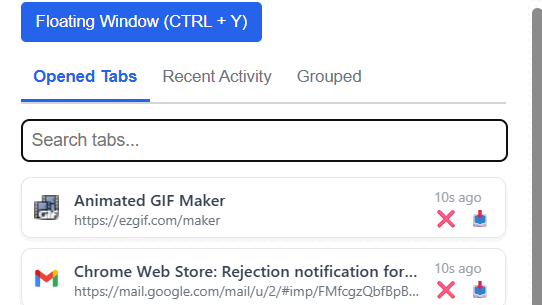 Floating Window (CTRL + Y)
Opened Tabs Recent Activity Grouped
Search tabs...
Animated GIF Maker 10s ago
https://ezgif.com/maker
Chrome Web Store: Rejection notification for... 10s ago
https://mail.google.com/mail/u/2/#imp/FMfcgzQbfBpB...